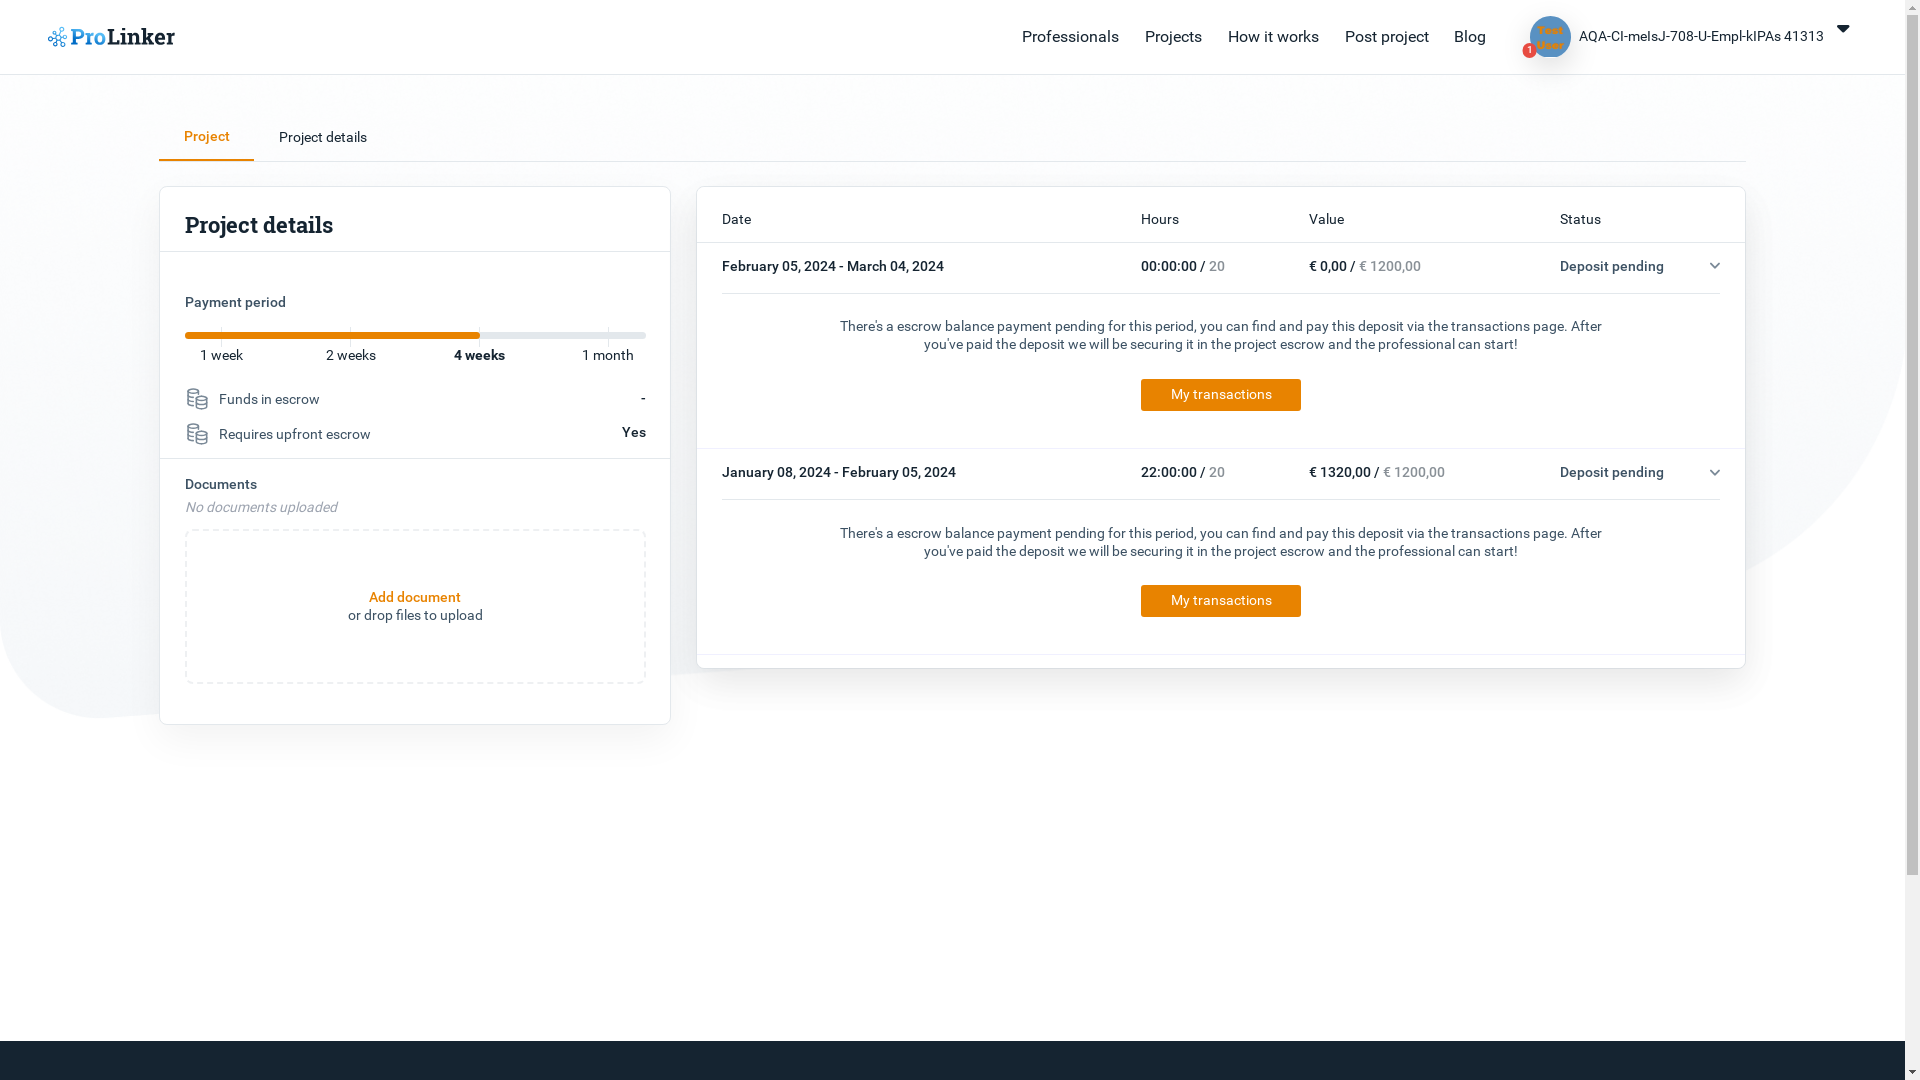 ProLinker
Professionals
Projects
How it works
Post project
Blog
Test
User
1
AQA-CI-meIsJ-708-U-Empl-kIPAs 41313
Project
Project details
Project details
Payment period
1 week
2 weeks
4 weeks
1 month
Funds in escrow
-
Requires upfront escrow
Yes
Documents
No documents uploaded
Add document
or drop files to upload
Date
Hours
Value
Status
February 05, 2024 - March 04, 2024
00:00:00 / 20
€ 0,00 / € 1200,00
Deposit pending
There's a escrow balance payment pending for this period, you can find and pay this deposit via the transactions page. After
you've paid the deposit we will be securing it in the project escrow and the professional can start!
My transactions
January 08, 2024 - February 05, 2024
22:00:00 / 20
€ 1320,00 / € 1200,00
Deposit pending
There's a escrow balance payment pending for this period, you can find and pay this deposit via the transactions page. After
you've paid the deposit we will be securing it in the project escrow and the professional can start!
My transactions